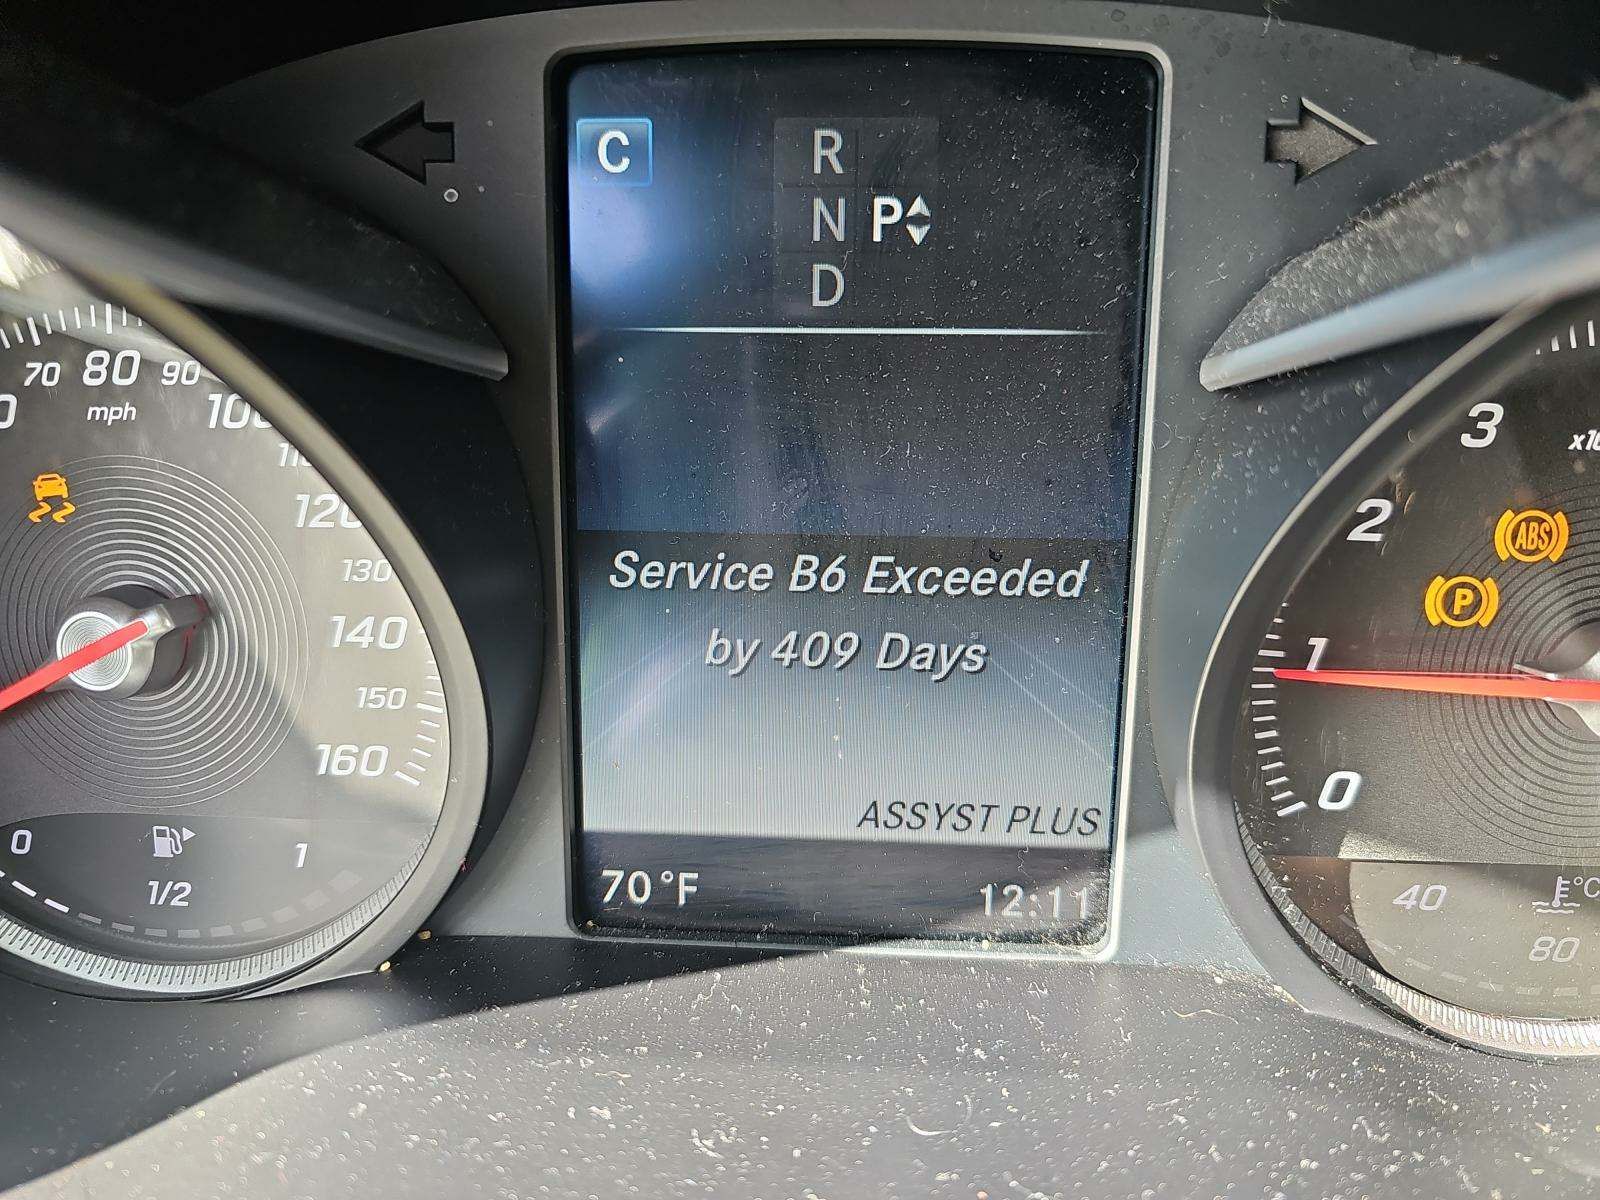 C
R
N P
D
70 80 90
mph
100
120
130
140
150
160
0 1
1/2
Service B6 Exceeded
by 409 Days
ASSYST PLUS
70°F 12:11
3
2
ABS
P
1
0
40
°C
80